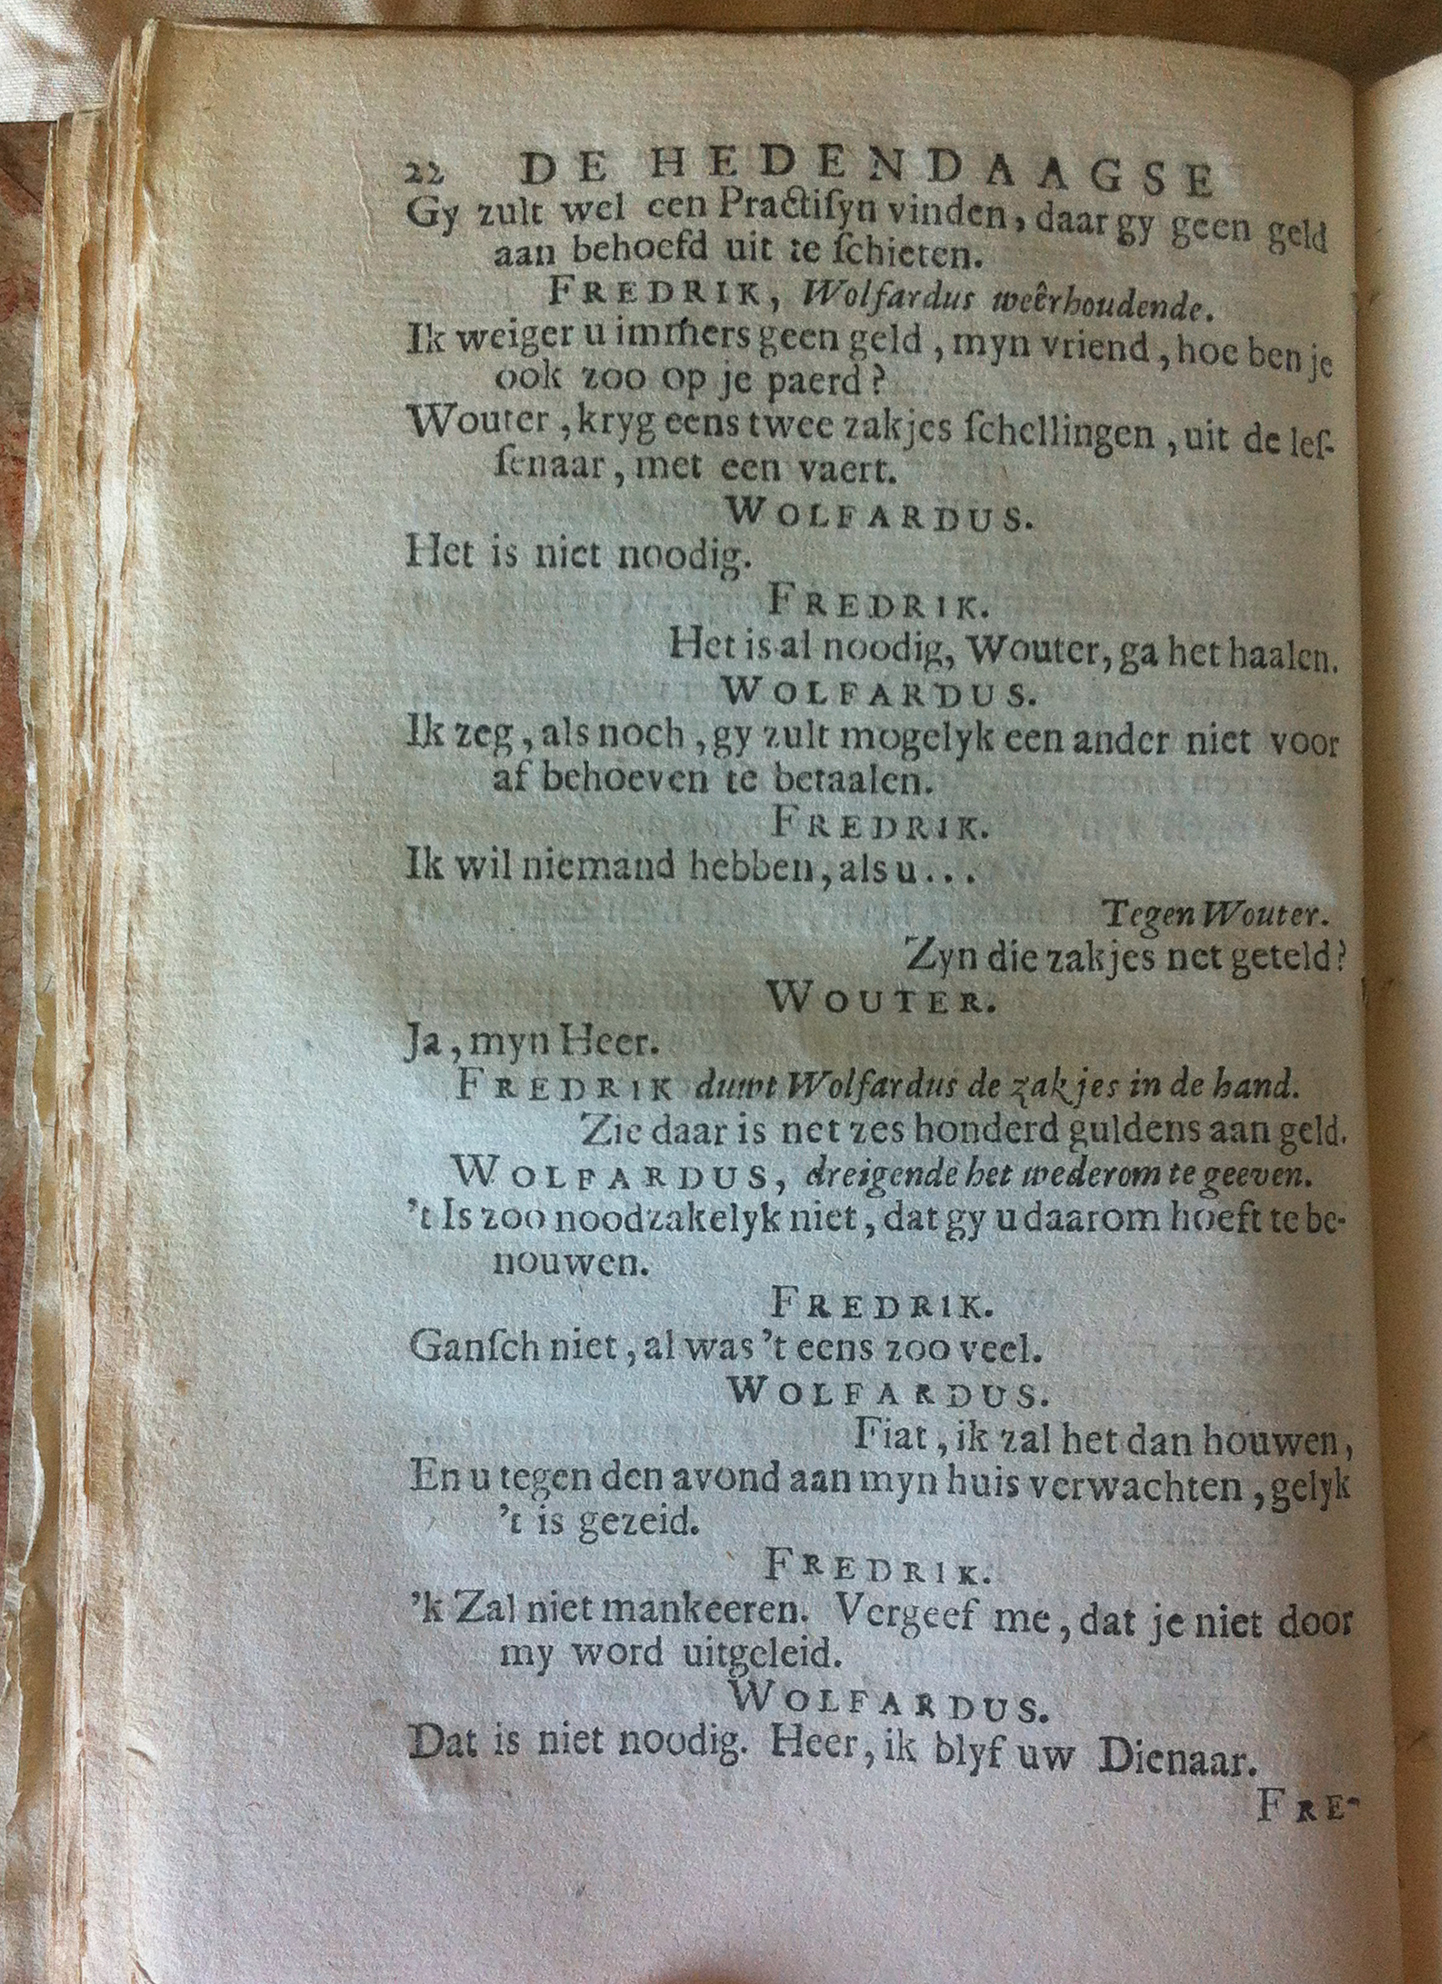 22 DE HEDENDAAGSE
Gy zult wel een Practiſyn vinden, daar gy geen geld
aan behoefd uit te ſchieten.
FREDRIK, Wolfardus weêrhoudende.
Ik weiger u im̃ers geen geld, myn vriend, hoe ben je
ook zoo op je paerd?
Wouter, kryg eens twee zakjes ſchellingen, uit de leſ-
ſenaar, met een vaert.
WOLFARDUS.
Het is niet noodig.
FREDRIK.
Het is al noodig, Wouter, ga het haalen.
WOLFARDUS.
Ik zeg, als noch, gy zult mogelyk een ander niet voor
af behoeven te betaalen.
FREDRIK.
Ik wil niemand hebben, als u...
Tegen Wouter.
Zyn die zakjes net geteld?
WOUTER.
Ja, myn Heer.
FREDRIK duwt Wolfardus de zakjes in de hand.
Zie daar is net zes honderd guldens aan geld.
WOLFARDUS, dreigende het wederom te geeven.
't Is zoo noodzakelyk niet, dat gy u daarom hoeft te be-
nouwen.
FREDRIK.
Ganſch niet, al was 't eens zoo veel.
WOLFARDUS.
Fiat, ik zal het dan houwen,
En u tegen den avond aan myn huis verwachten, gelyk
't is gezeid.
FREDRIK.
'k Zal niet mankeeren. Vergeef me, dat je niet door
my word uitgeleid.
WOLFARDUS.
Dat is niet noodig. Heer, ik blyf uw Dienaar.
FRE-